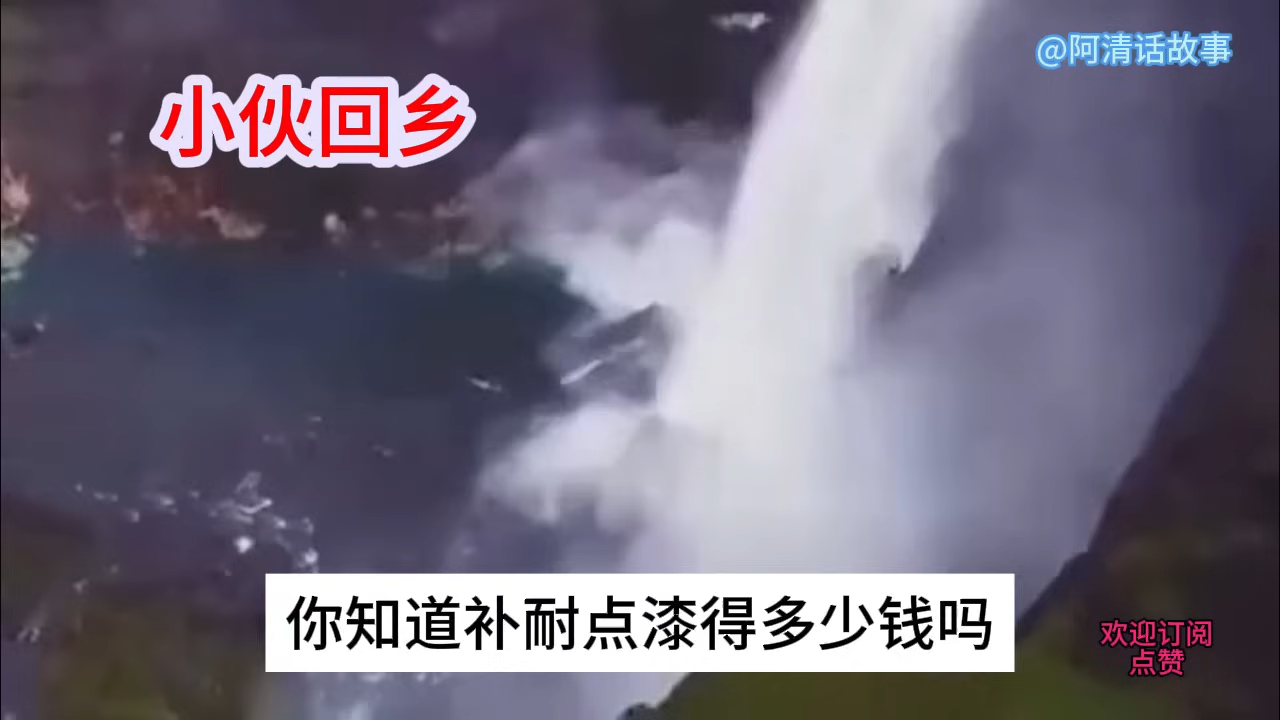 @阿清话故事
小伙回乡
你知道补耐点漆得多少钱吗
欢迎订阅
点赞